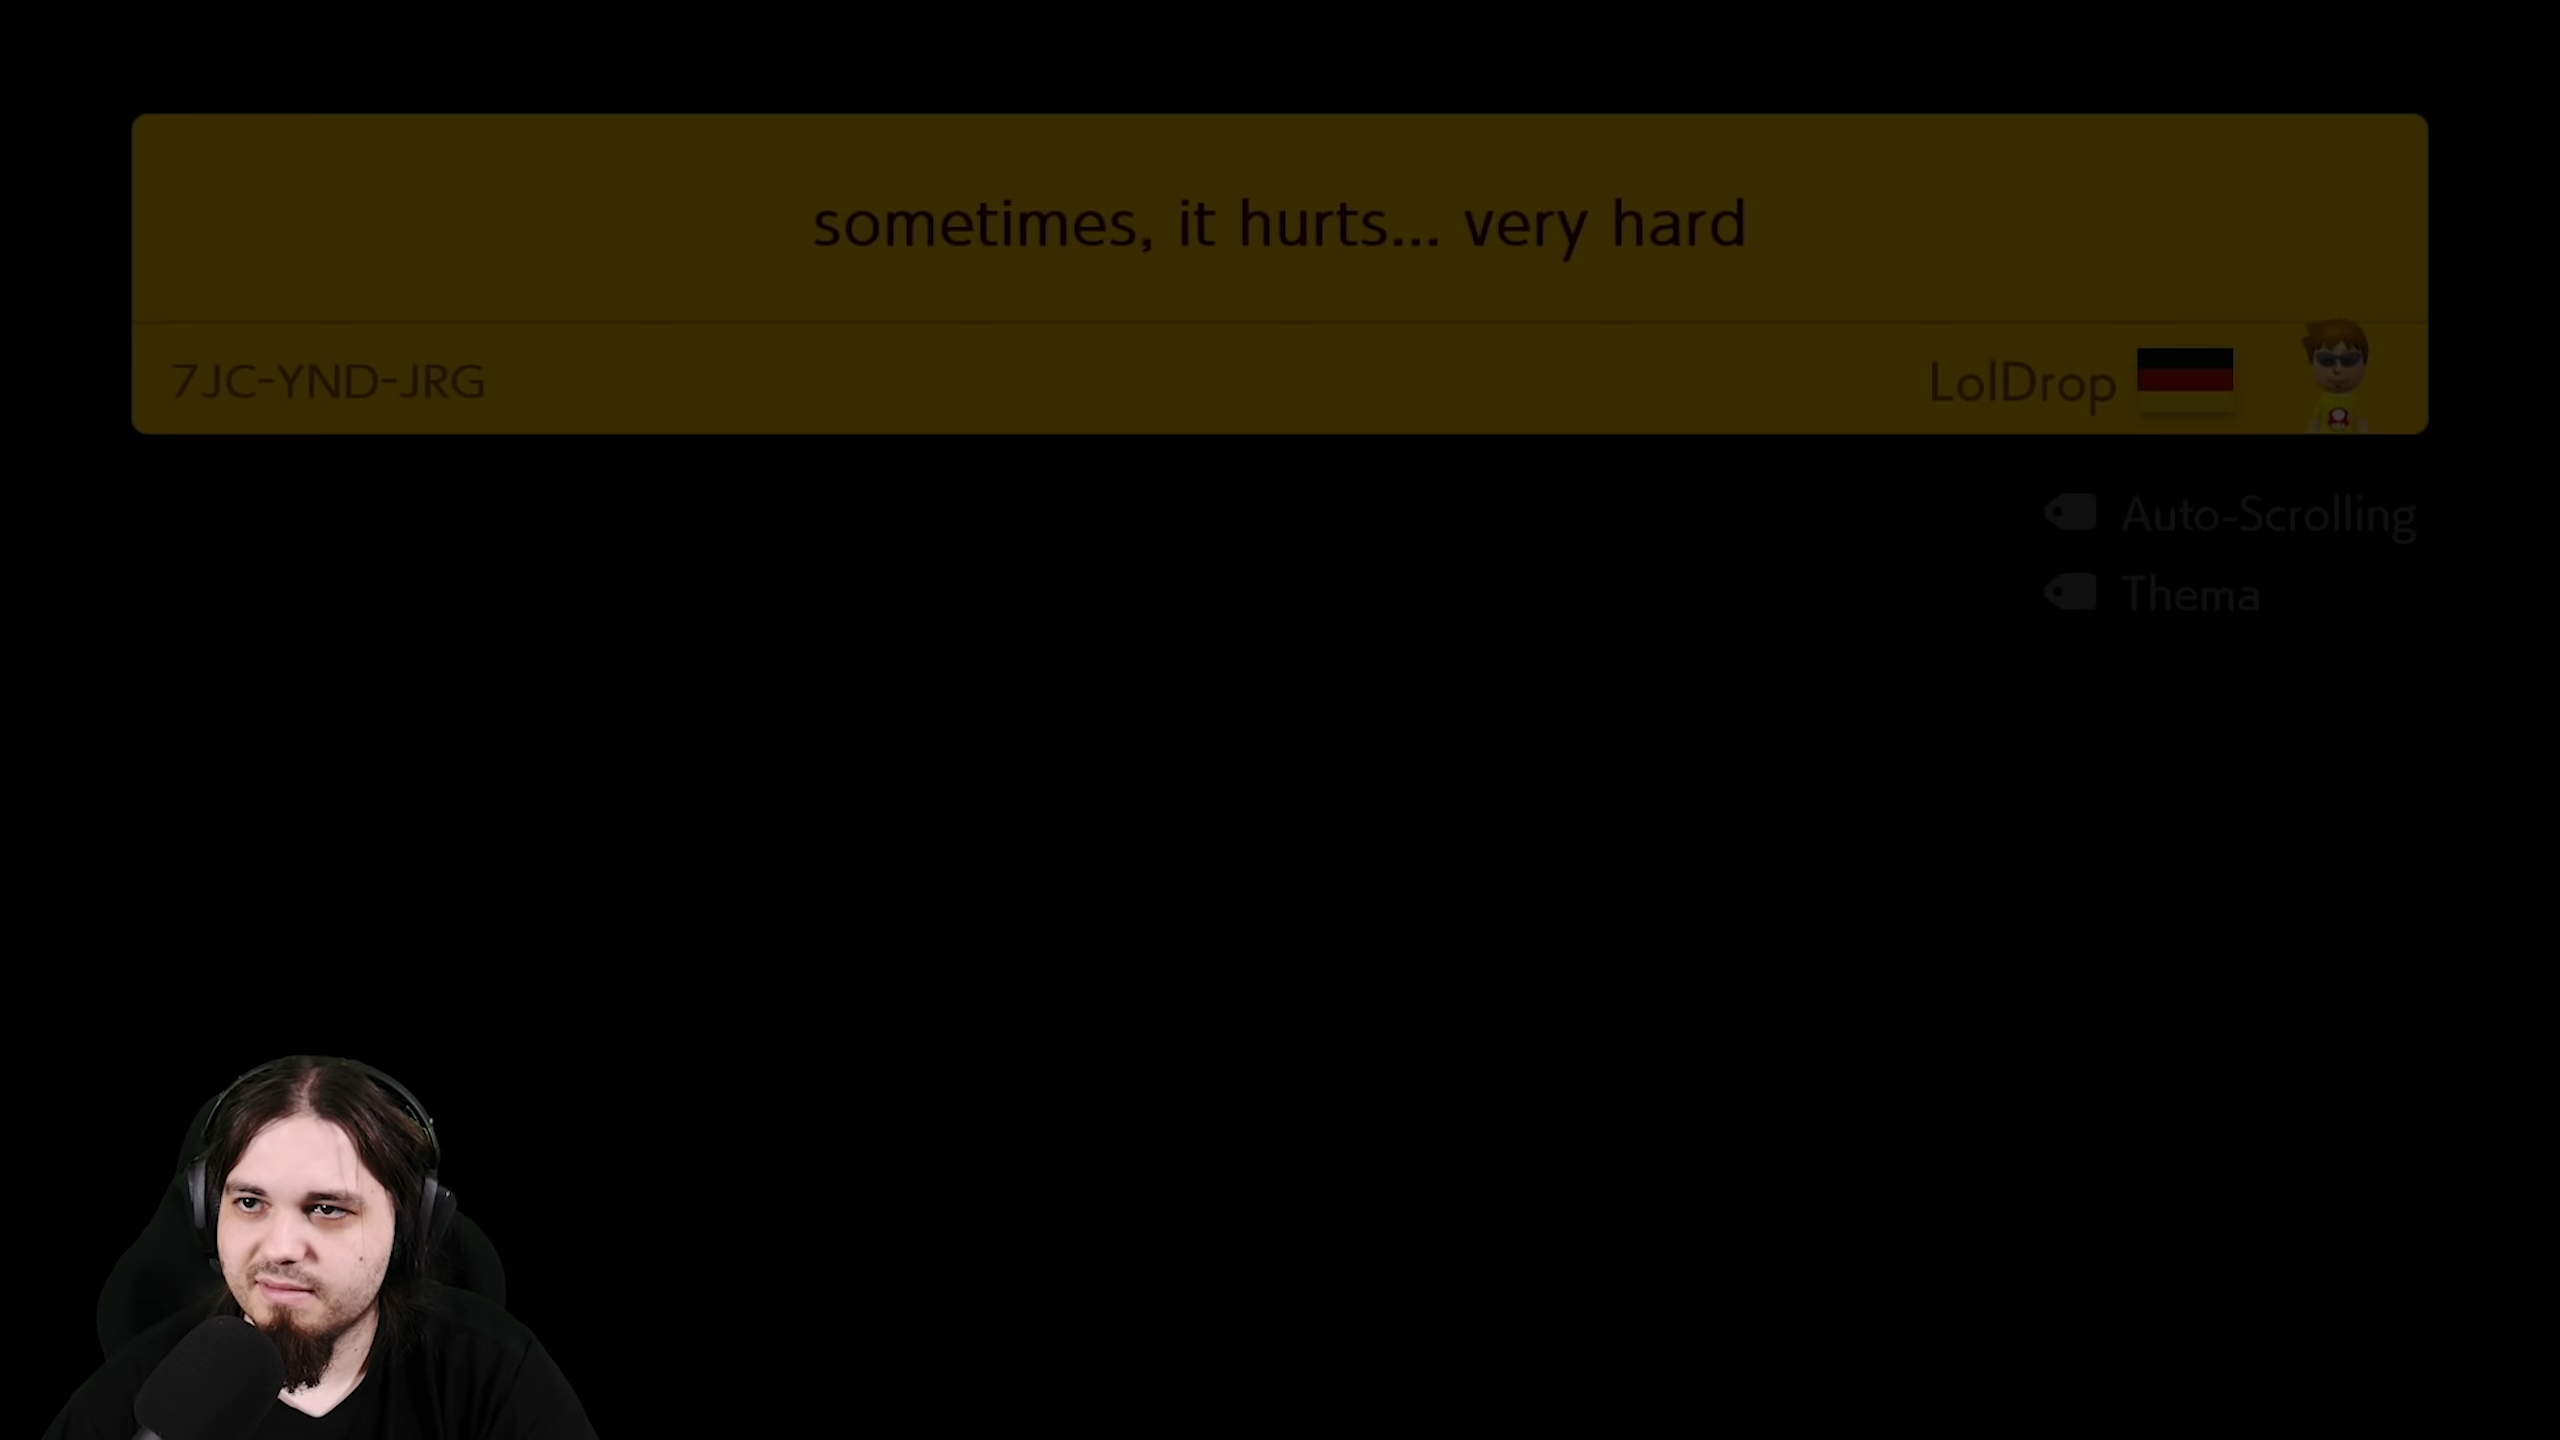 sometimes, it hurts... very hard
7JC-YND-JRG
LolDrop
Auto-Scrolling
Thema